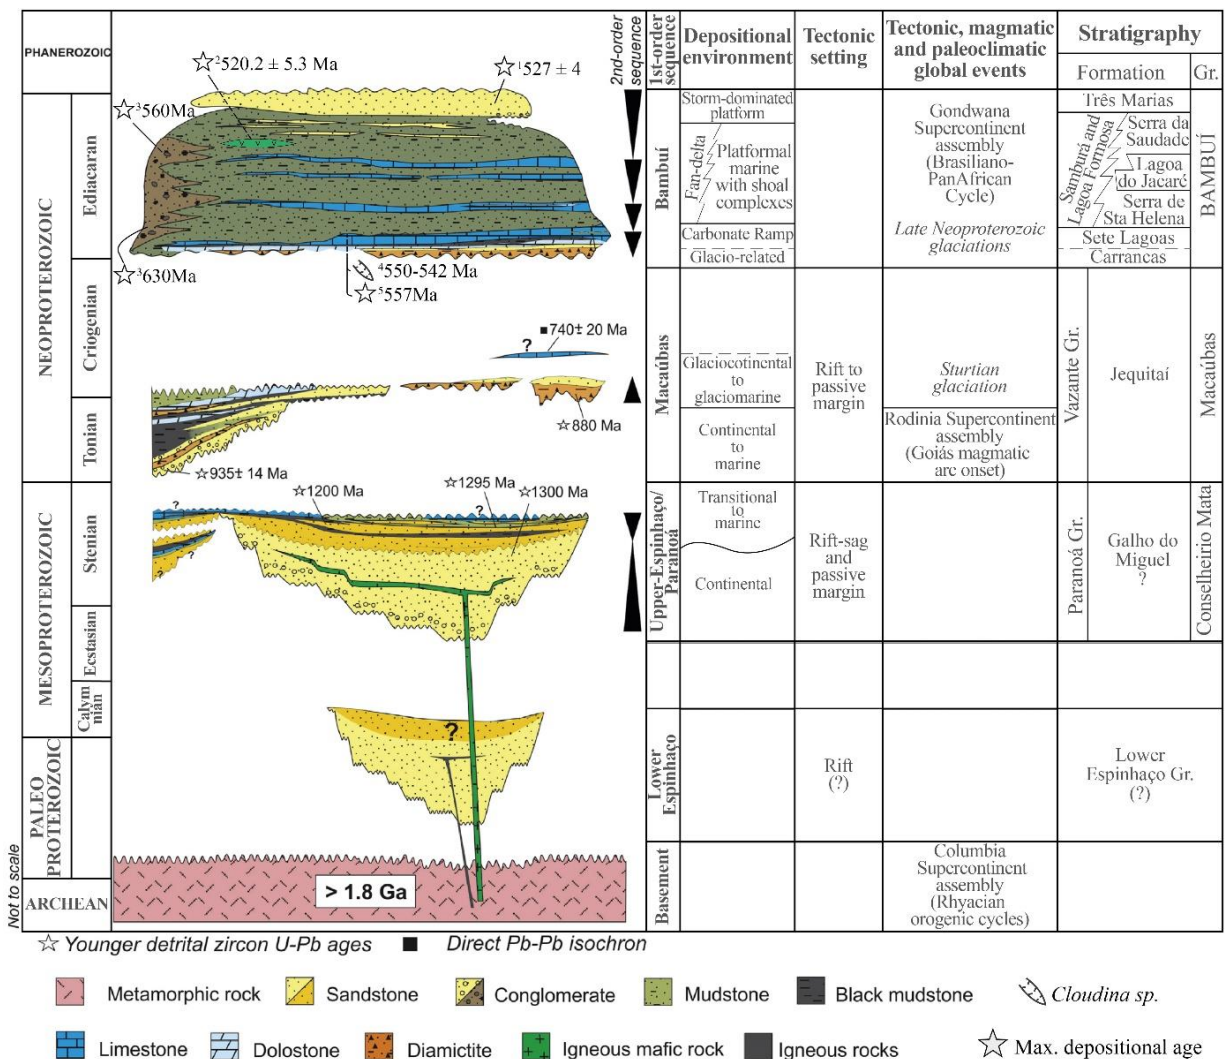 PHANEROZOIC
2nd-order
sequence
1st-order
sequence
Depositional
environment
Tectonic
setting
Tectonic, magmatic
and paleoclimatic
global events
Stratigraphy
Formation
Gr.
NEOPROTEROZOIC
Ediacaran
Criogenian
Tonian
MESOPROTEROZOIC
Stenian
Ecstasian
Calym
nian
PALEO
PROTEROZOIC
ARCHEAN
Not to scale
²520.2 ± 5.3 Ma
¹527 ± 4
³560Ma
³630Ma
⁴550-542 Ma
⁵557Ma
■740± 20 Ma
?
880 Ma
935± 14 Ma
1200 Ma
1295 Ma
1300 Ma
?
?
?
?
?
> 1.8 Ga
Bambuí
Storm-dominated
platform
Fan-delta
Platformal
marine
with shoal
complexes
Carbonate Ramp
Glacio-related
Gondwana
Supercontinent
assembly
(Brasiliano-
PanAfrican
Cycle)
Late Neoproterozoic
glaciations
Três Marias
Samburá and
Lagoa Formosa
Serra da
Saudade
Lagoa
do Jacaré
Serra de
Sta Helena
Sete Lagoas
Carrancas
BAMBUÍ
Macaúbas
Glaciocotinental
to
glaciomarine
Continental
to
marine
Rift to
passive
margin
Sturtian
glaciation
Rodinia Supercontinent
assembly
(Goiás magmatic
arc onset)
Vazante Gr.
Jequitaí
Macaúbas
Upper-Espinhaço/
Paranoá
Transitional
to
marine
Continental
Rift-sag
and
passive
margin
Paranoá Gr.
Galho do
Miguel
?
Conselheirio Mata
Lower
Espinhaço
Rift
(?)
Lower
Espinhaço Gr.
(?)
Basement
Columbia
Supercontinent
assembly
(Rhyacian
orogenic cycles)
Younger detrital zircon U-Pb ages
Direct Pb-Pb isochron
Metamorphic rock
Sandstone
Conglomerate
Mudstone
Black mudstone
Cloudina sp.
Limestone
Dolostone
Diamictite
Igneous mafic rock
Igneous rocks
Max. depositional age